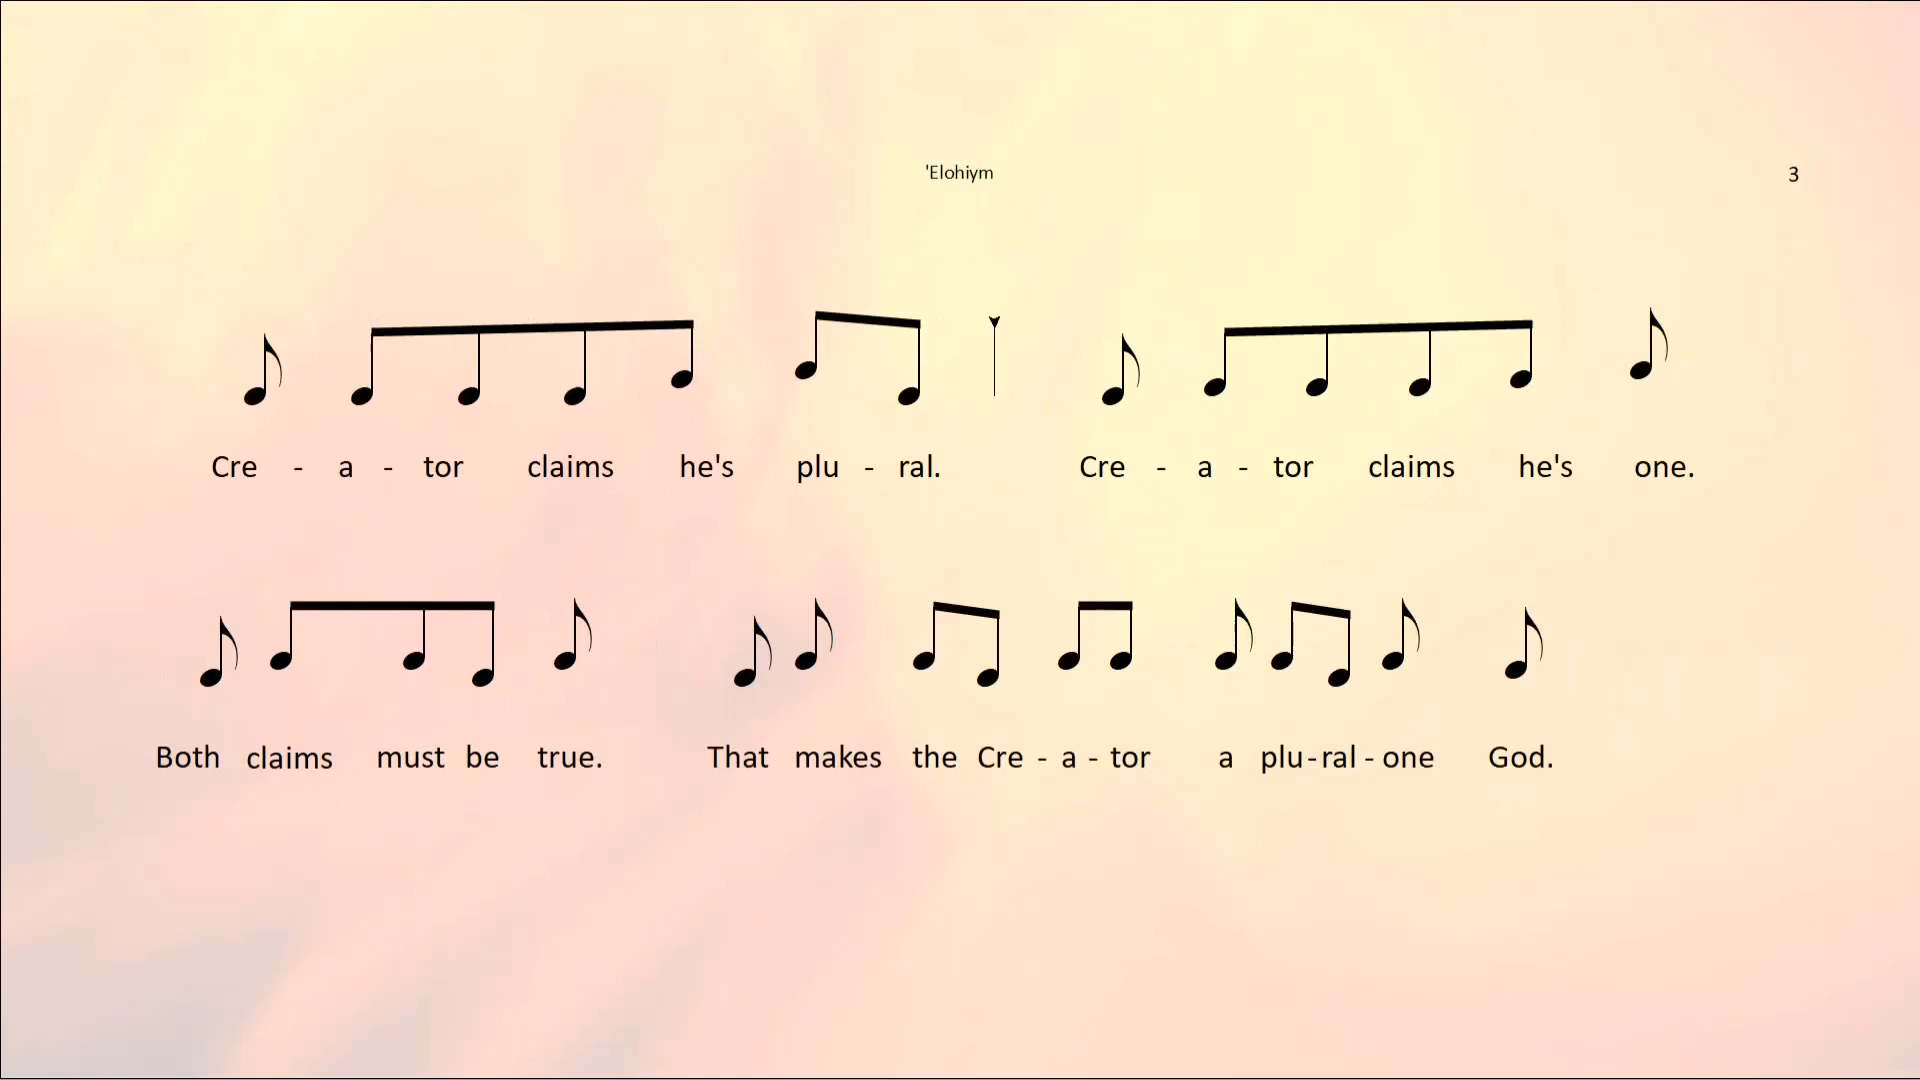 'Elohiym 3
Cre - a - tor claims he's plu - ral. Cre - a - tor claims he's one.
Both claims must be true. That makes the Cre - a - tor a plu - ral - one God.